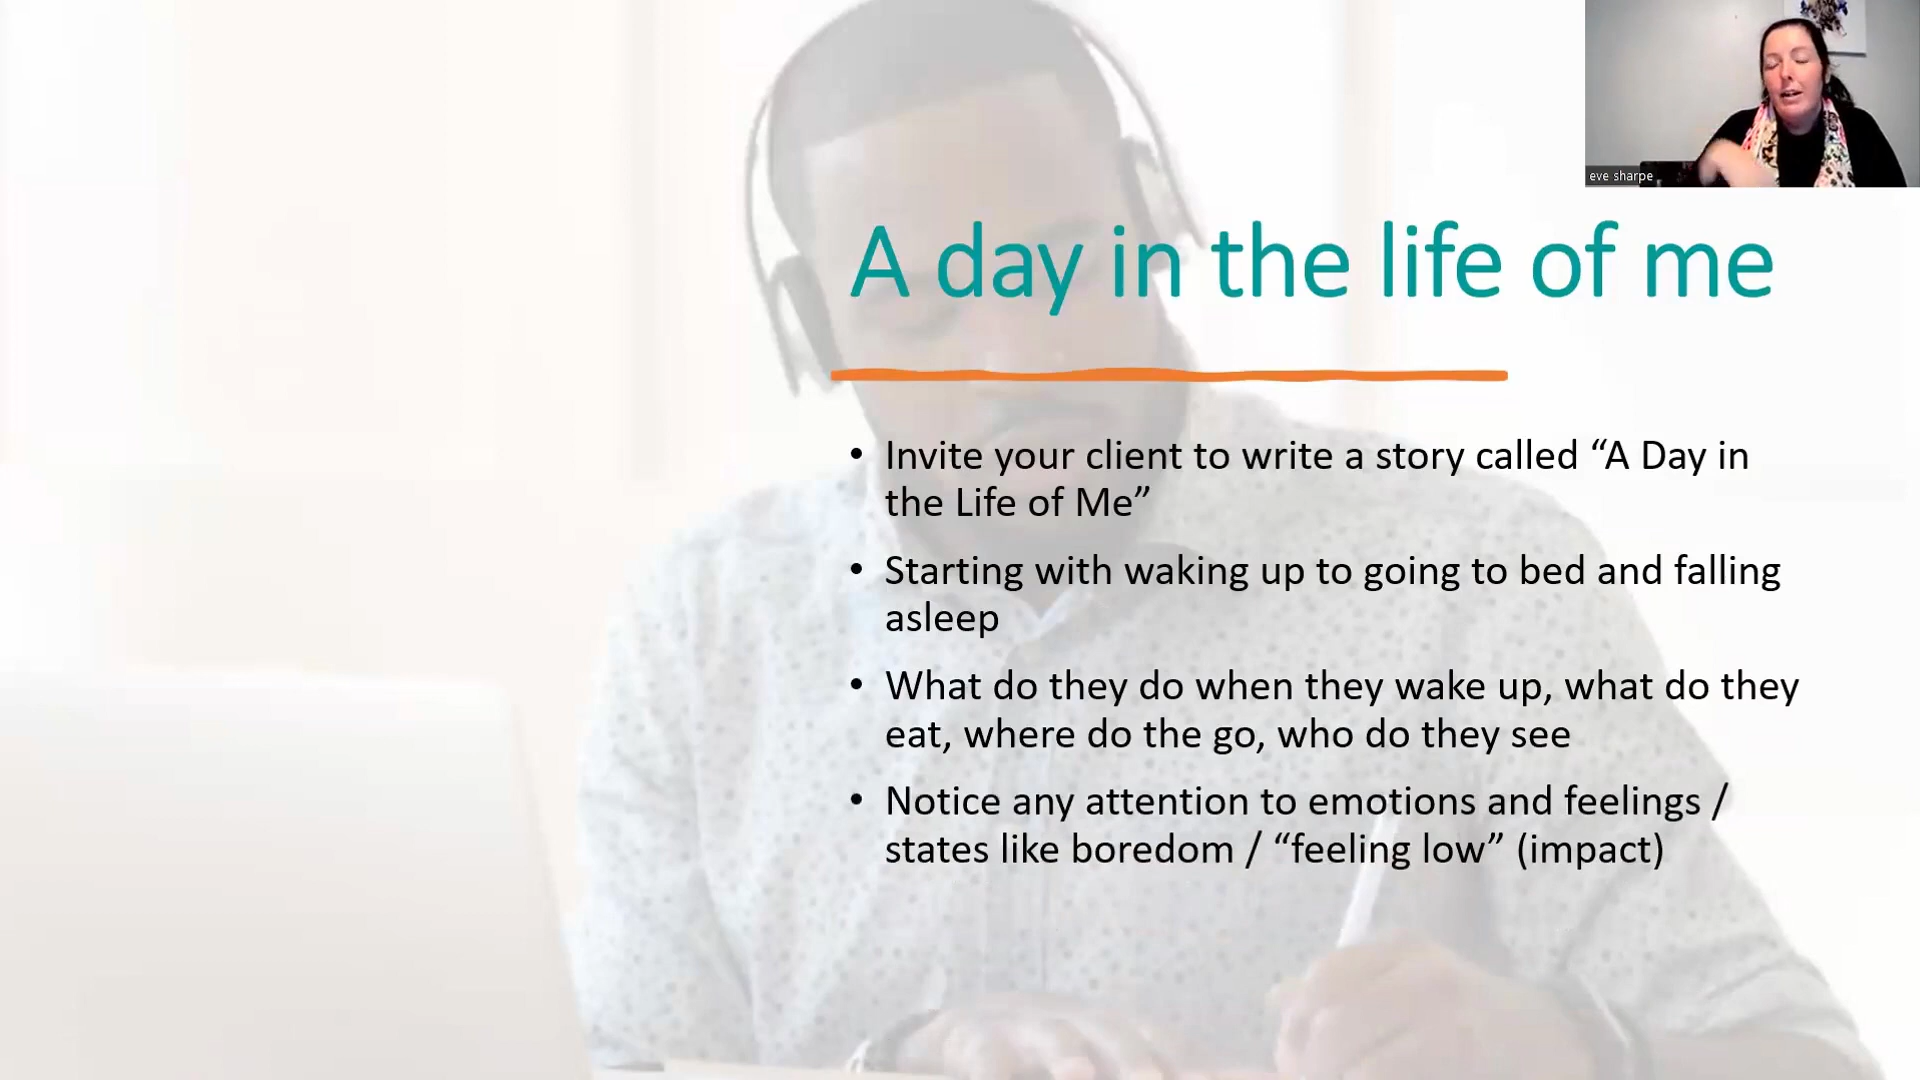 eve sharpe
A day in the life of me
• Invite your client to write a story called “A Day in
the Life of Me”
• Starting with waking up to going to bed and falling
asleep
• What do they do when they wake up, what do they
eat, where do the go, who do they see
• Notice any attention to emotions and feelings /
states like boredom / “feeling low” (impact)